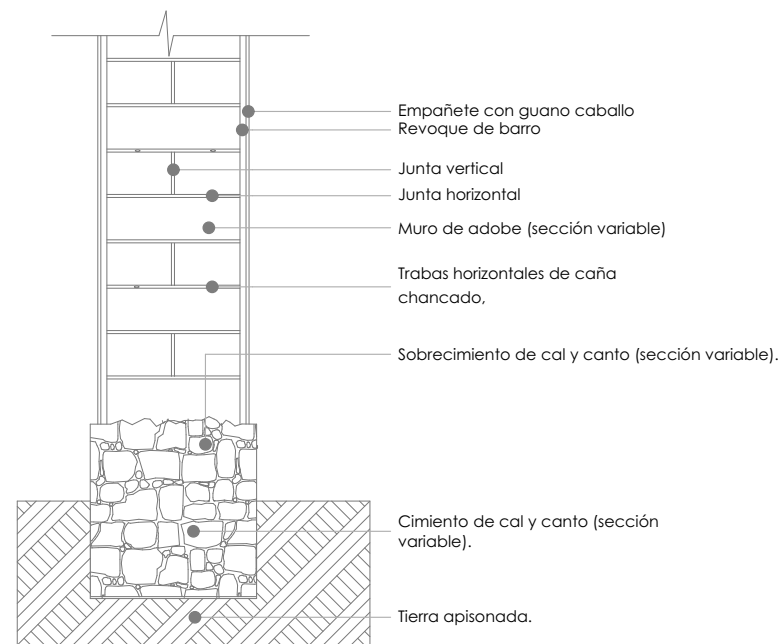 Empañete con guano caballo
Revoque de barro
Junta vertical
Junta horizontal
Muro de adobe (sección variable)
Trabas horizontales de caña
chancado,
Sobrecimiento de cal y canto (sección variable).
Cimiento de cal y canto (sección
variable).
Tierra apisonada.